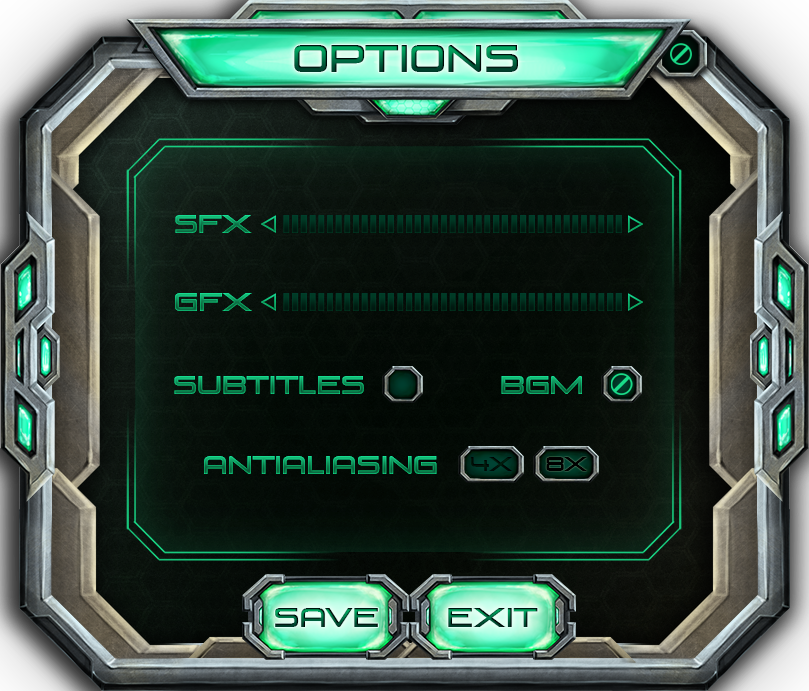 OPTIONS
SFX
GFX
SUBTITLES BGM
ANTIALIASING 4X 8X
SAVE EXIT